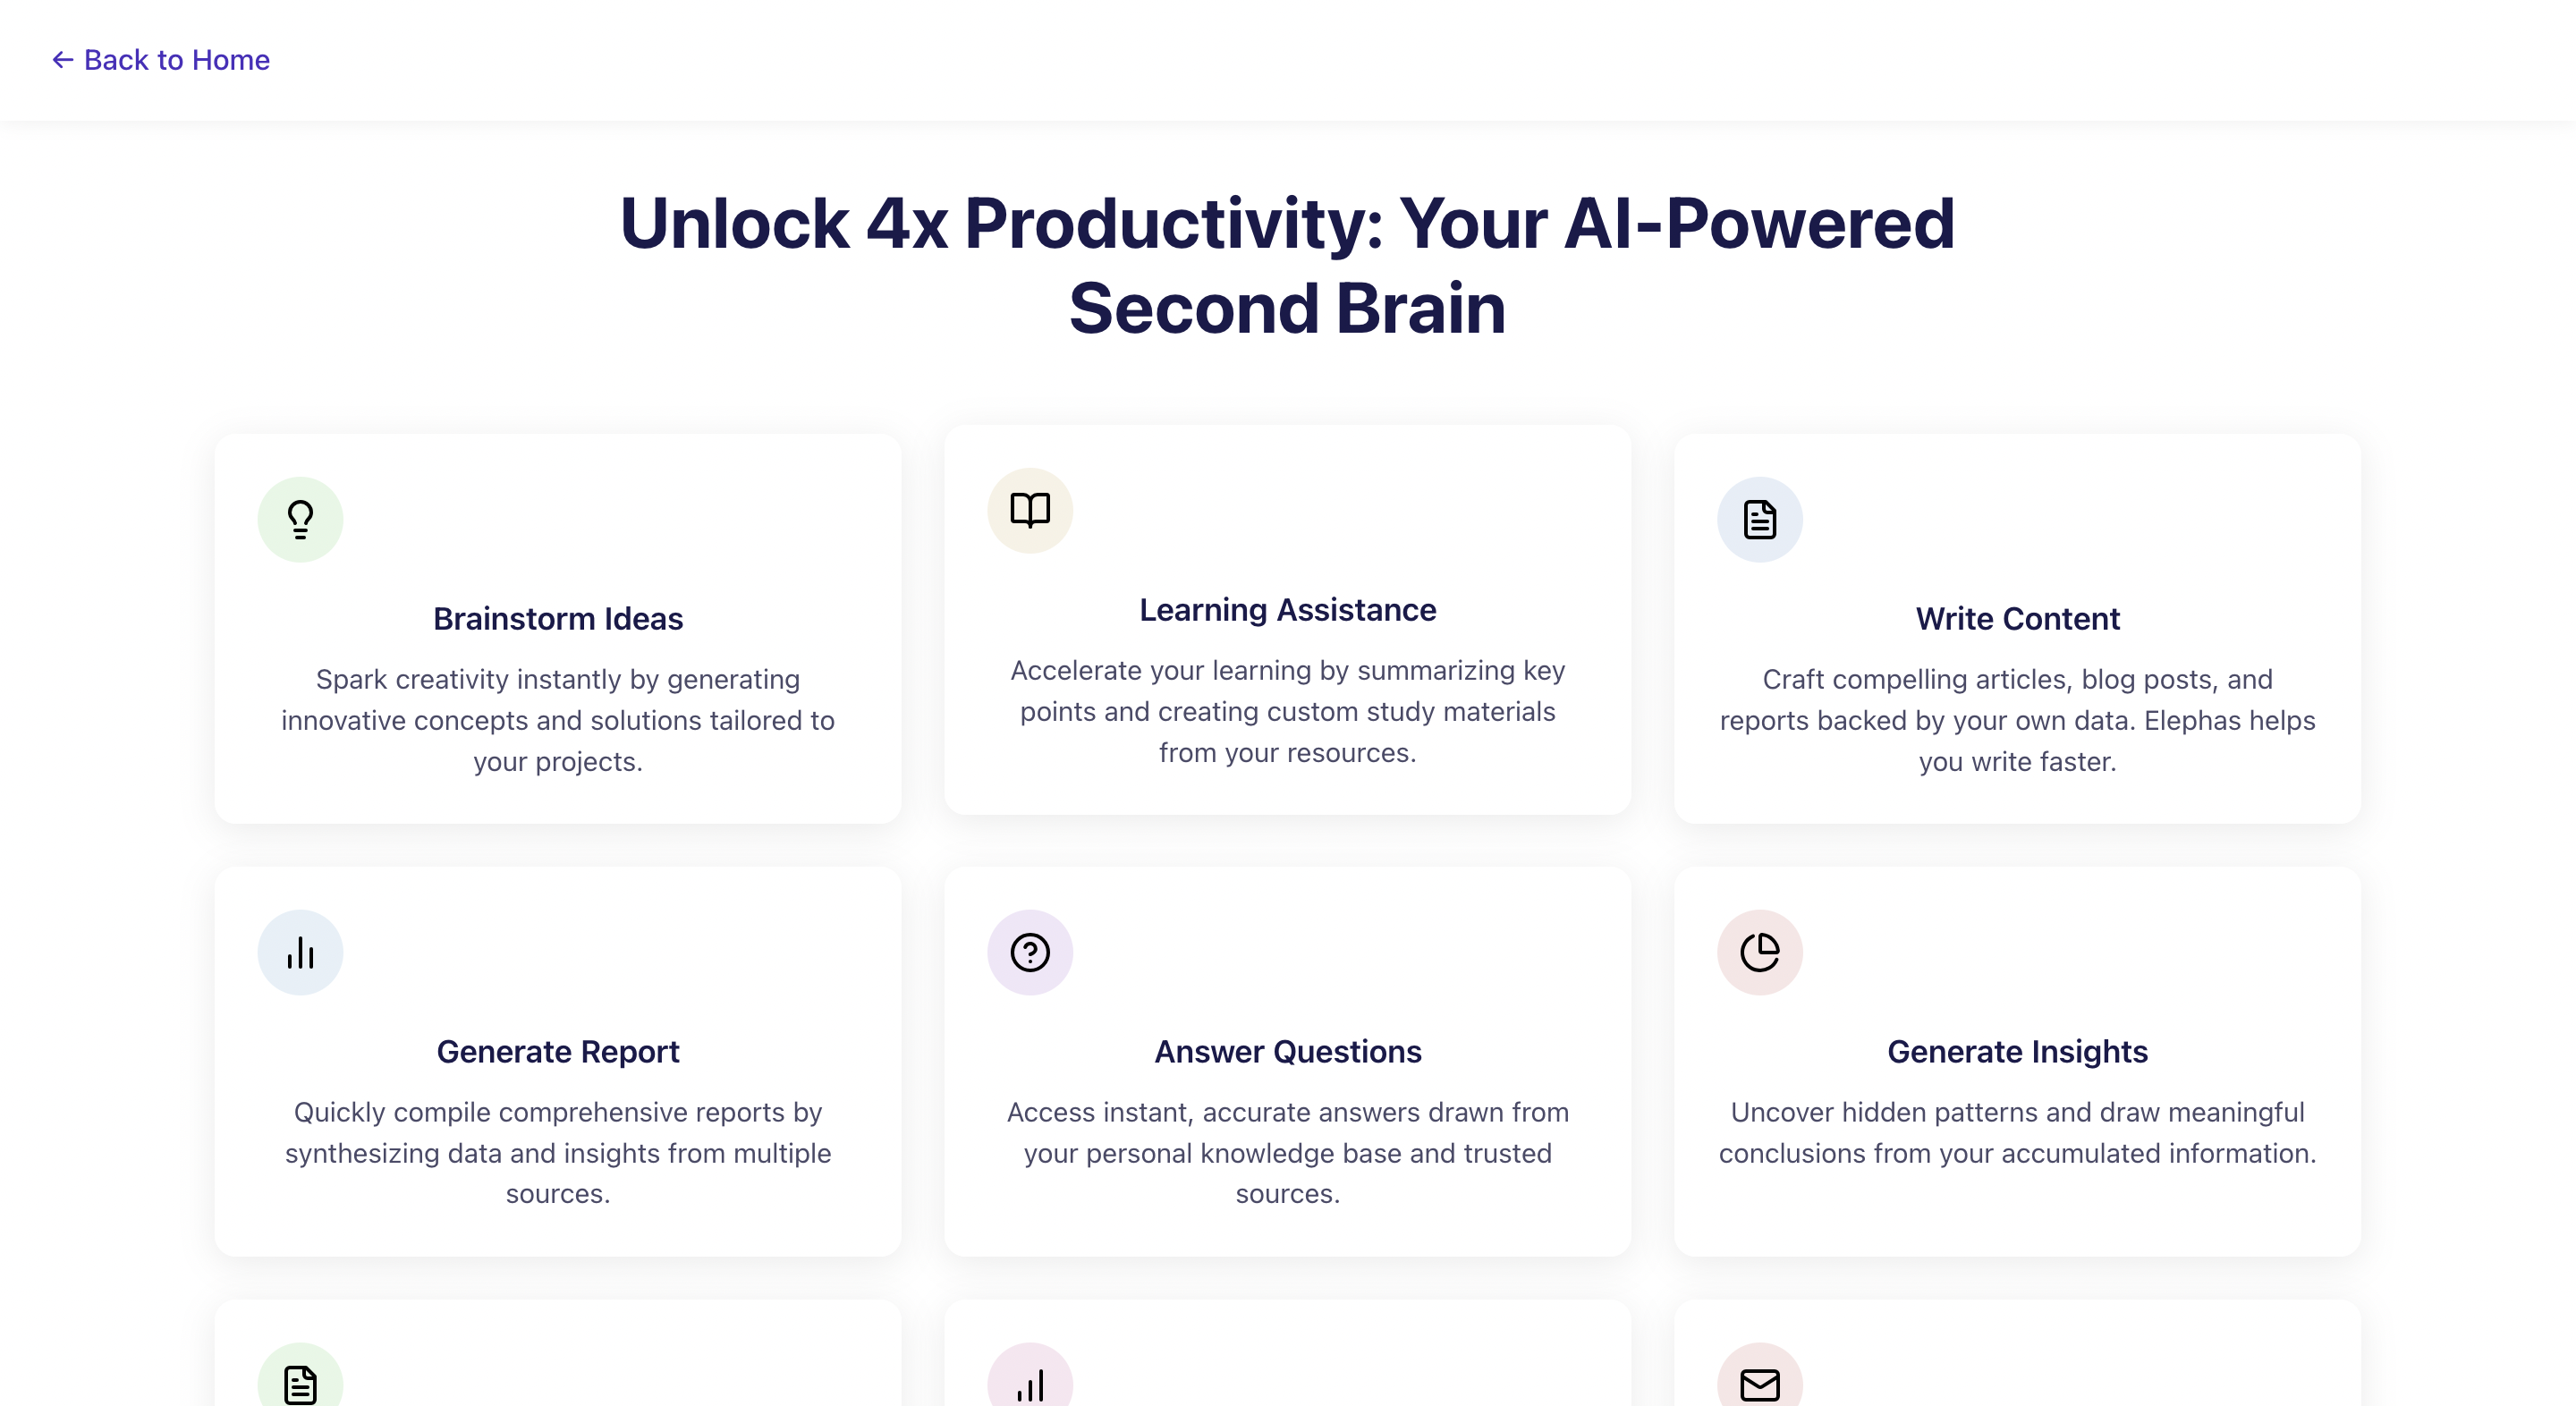 ← Back to Home
Unlock 4x Productivity: Your AI-Powered
Second Brain
Brainstorm Ideas
Spark creativity instantly by generating
innovative concepts and solutions tailored to
your projects.
Learning Assistance
Accelerate your learning by summarizing key
points and creating custom study materials
from your resources.
Write Content
Craft compelling articles, blog posts, and
reports backed by your own data. Elephas helps
you write faster.
Generate Report
Quickly compile comprehensive reports by
synthesizing data and insights from multiple
sources.
Answer Questions
Access instant, accurate answers drawn from
your personal knowledge base and trusted
sources.
Generate Insights
Uncover hidden patterns and draw meaningful
conclusions from your accumulated information.